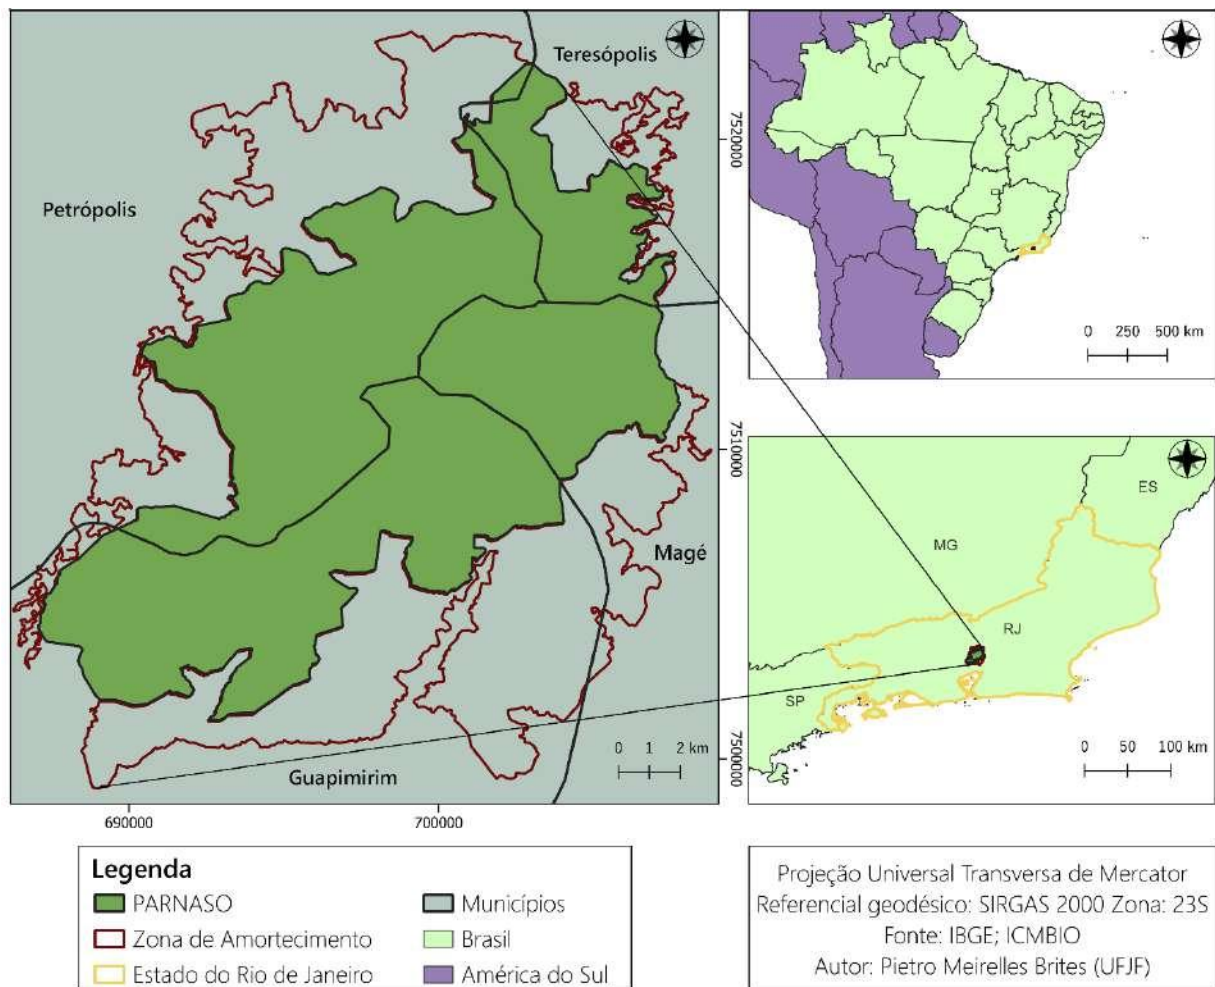 Teresópolis
Petrópolis
Magé
Guapimirim
0 1 2 km
7520000
7510000
7500000
690000
700000
0 250 500 km
ES
MG
RJ
SP
0 50 100 km
Legenda
PARNASO
Municípios
Zona de Amortecimento
Brasil
Estado do Rio de Janeiro
América do Sul
Projeção Universal Transversa de Mercator
Referencial geodésico: SIRGAS 2000 Zona: 23S
Fonte: IBGE; ICMBIO
Autor: Pietro Meirelles Brites (UFJF)